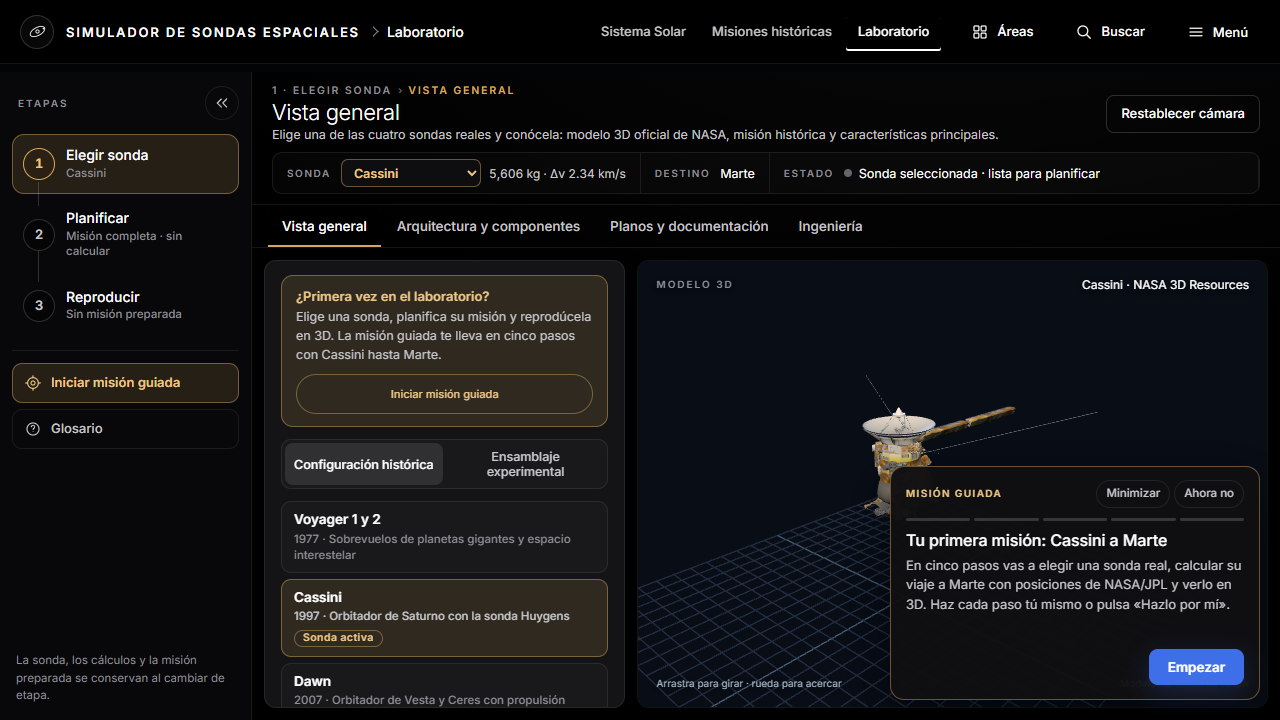 SIMULADOR DE SONDAS ESPACIALES > Laboratorio
Sistema Solar
Misiones históricas
Laboratorio
Áreas
Buscar
Menú
ETAPAS
1
Elegir sonda
Cassini
2
Planificar
Misión completa · sin
calcular
3
Reproducir
Sin misión preparada
Iniciar misión guiada
Glosario
La sonda, los cálculos y la misión
preparada se conservan al cambiar de
etapa.
1 · ELEGIR SONDA › VISTA GENERAL
Vista general
Elige una de las cuatro sondas reales y conócela: modelo 3D oficial de NASA, misión histórica y características principales.
Restablecer cámara
SONDA Cassini 5,606 kg · Δv 2.34 km/s
DESTINO Marte
ESTADO Sonda seleccionada · lista para planificar
Vista general
Arquitectura y componentes
Planos y documentación
Ingeniería
¿Primera vez en el laboratorio?
Elige una sonda, planifica su misión y reprodúcela
en 3D. La misión guiada te lleva en cinco pasos
con Cassini hasta Marte.
Iniciar misión guiada
Configuración histórica
Ensamblaje
experimental
Voyager 1 y 2
1977 · Sobrevuelos de planetas gigantes y espacio
interestelar
Cassini
1997 · Orbitador de Saturno con la sonda Huygens
Sonda activa
Dawn
2007 · Orbitador de Vesta y Ceres con propulsión
MODELO 3D
Cassini · NASA 3D Resources
Arrastra para girar · rueda para acercar
MISIÓN GUIADA
Minimizar
Ahora no
Tu primera misión: Cassini a Marte
En cinco pasos vas a elegir una sonda real, calcular su
viaje a Marte con posiciones de NASA/JPL y verlo en
3D. Haz cada paso tú mismo o pulsa «Hazlo por mí».
Empezar